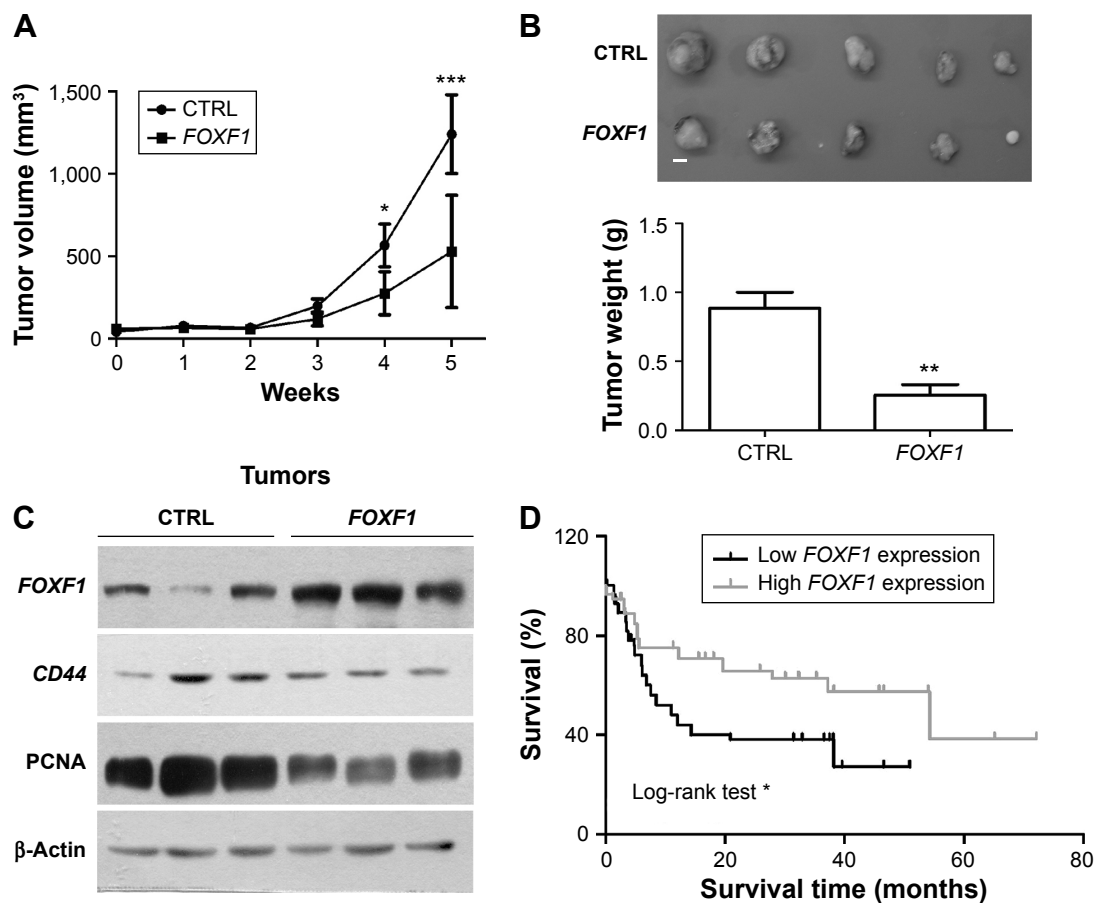 A
Tumor volume (mm³)
1,500
1,000
500
0
CTRL
FOXF1
*
***
0 1 2 3 4 5
Weeks
B
CTRL
FOXF1
Tumor weight (g)
1.5
1.0
0.5
0.0
**
CTRL FOXF1
C
Tumors
CTRL FOXF1
FOXF1
CD44
PCNA
β-Actin
D
Survival (%)
120
80
40
0
Low FOXF1 expression
High FOXF1 expression
Log-rank test *
0 20 40 60 80
Survival time (months)